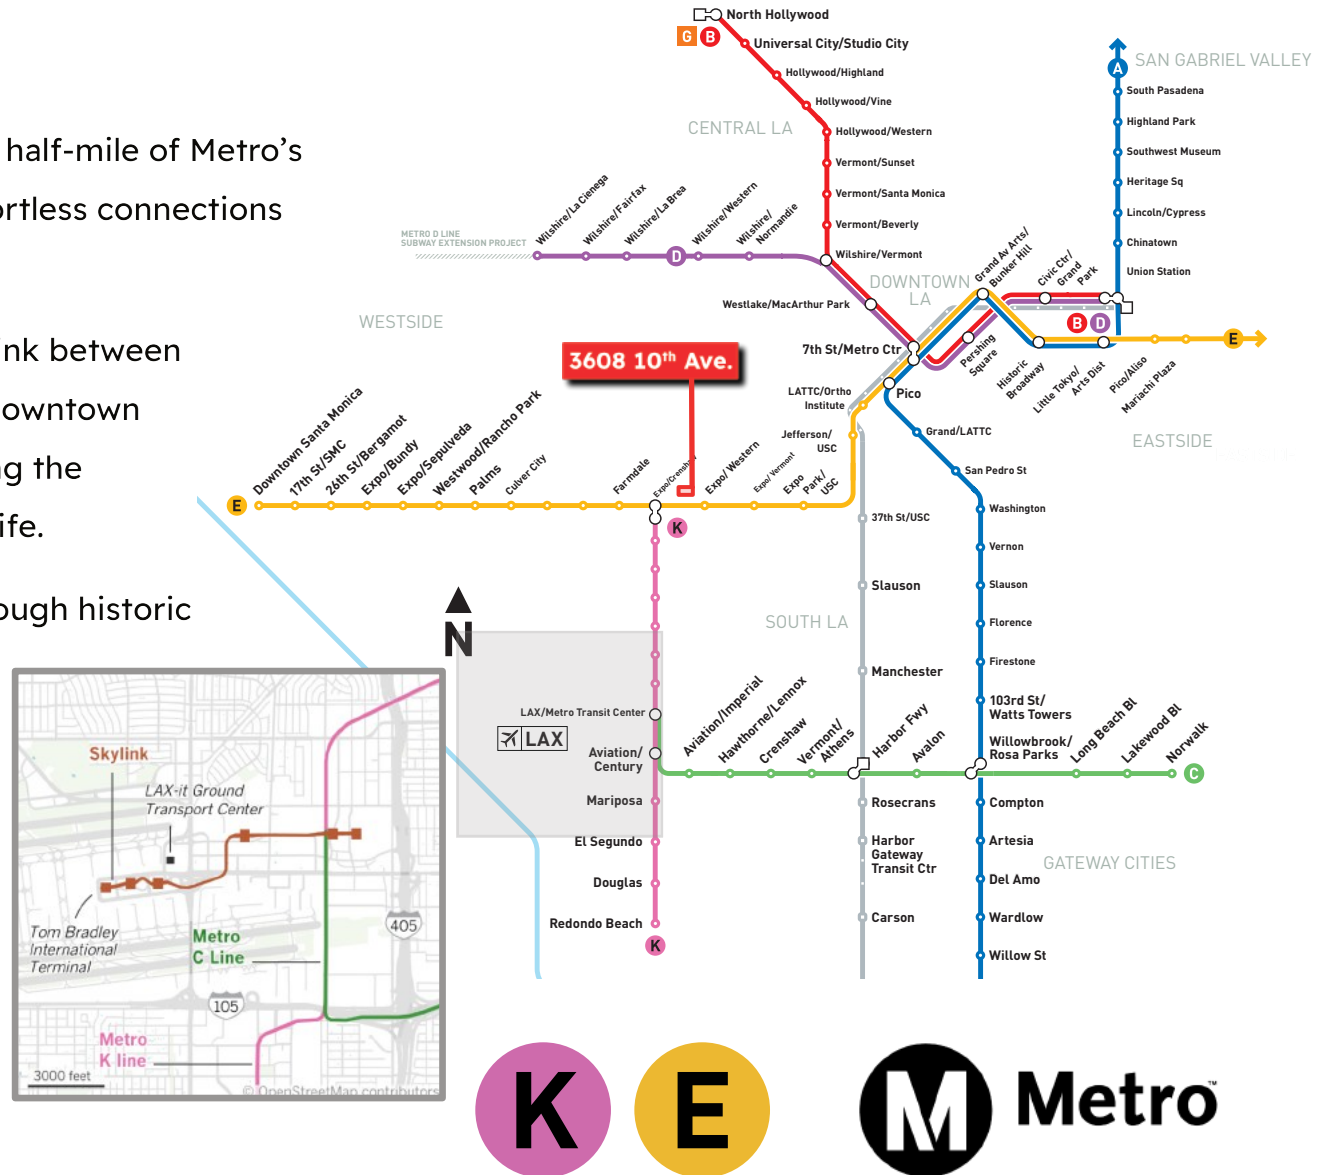 half-mile of Metro's
ortless connections
ink between
owntown
ng the
ife.
ough historic
North Hollywood
G B
Universal City/Studio City
Hollywood/Highland
Hollywood/Vine
CENTRAL LA
Hollywood/Western
Vermont/Sunset
Vermont/Santa Monica
Vermont/Beverly
Wilshire/Vermont
A
SAN GABRIEL VALLEY
South Pasadena
Highland Park
Southwest Museum
Heritage Sq
Lincoln/Cypress
Chinatown
Union Station
METRO D LINE
SUBWAY EXTENSION PROJECT
Wilshire/La Cienega
Wilshire/Fairfax
Wilshire/La Brea
D
Wilshire/Western
Wilshire/
Normandie
WESTSIDE
Westlake/MacArthur Park
DOWNTOWN
LA
Grand Av Arts/
Bunker Hill
Civic Ctr/
Grand
Park
B D
E
7th St/Metro Ctr
Pershing
Square
Historic
Broadway
Little Tokyo/
Arts Dist
Pico/Aliso
Mariachi Plaza
3608 10th Ave.
LATTC/Ortho
Institute
Pico
Jefferson/
USC
Grand/LATTC
EASTSIDE
San Pedro St
E
Downtown Santa Monica
17th St/SMC
26th St/Bergamot
Expo/Bundy
Expo/Sepulveda
Westwood/Rancho Park
Palms
Culver City
Farmdale
Expo/Crenshaw
Expo/Western
Expo/Vermont
Expo
Park/
USC
K
37th St/USC
Washington
Vernon
Slauson
Slauson
Florence
SOUTH LA
Firestone
Manchester
103rd St/
Watts Towers
N
LAX/Metro Transit Center
LAX
Aviation/
Century
Aviation/Imperial
Hawthorne/Lennox
Crenshaw
Vermont/
Athens
Harbor Fwy
Avalon
Willowbrook/
Rosa Parks
Long Beach Bl
Lakewood Bl
Norwalk
C
Mariposa
Rosecrans
Compton
El Segundo
Harbor
Gateway
Transit Ctr
Artesia
GATEWAY CITIES
Douglas
Del Amo
Redondo Beach
Carson
Wardlow
K
Willow St
Skylink
LAX-it Ground
Transport Center
Tom Bradley
International
Terminal
Metro
C Line
405
105
Metro
K line
3000 feet
© OpenStreetMap contributors
K
E
M Metro™